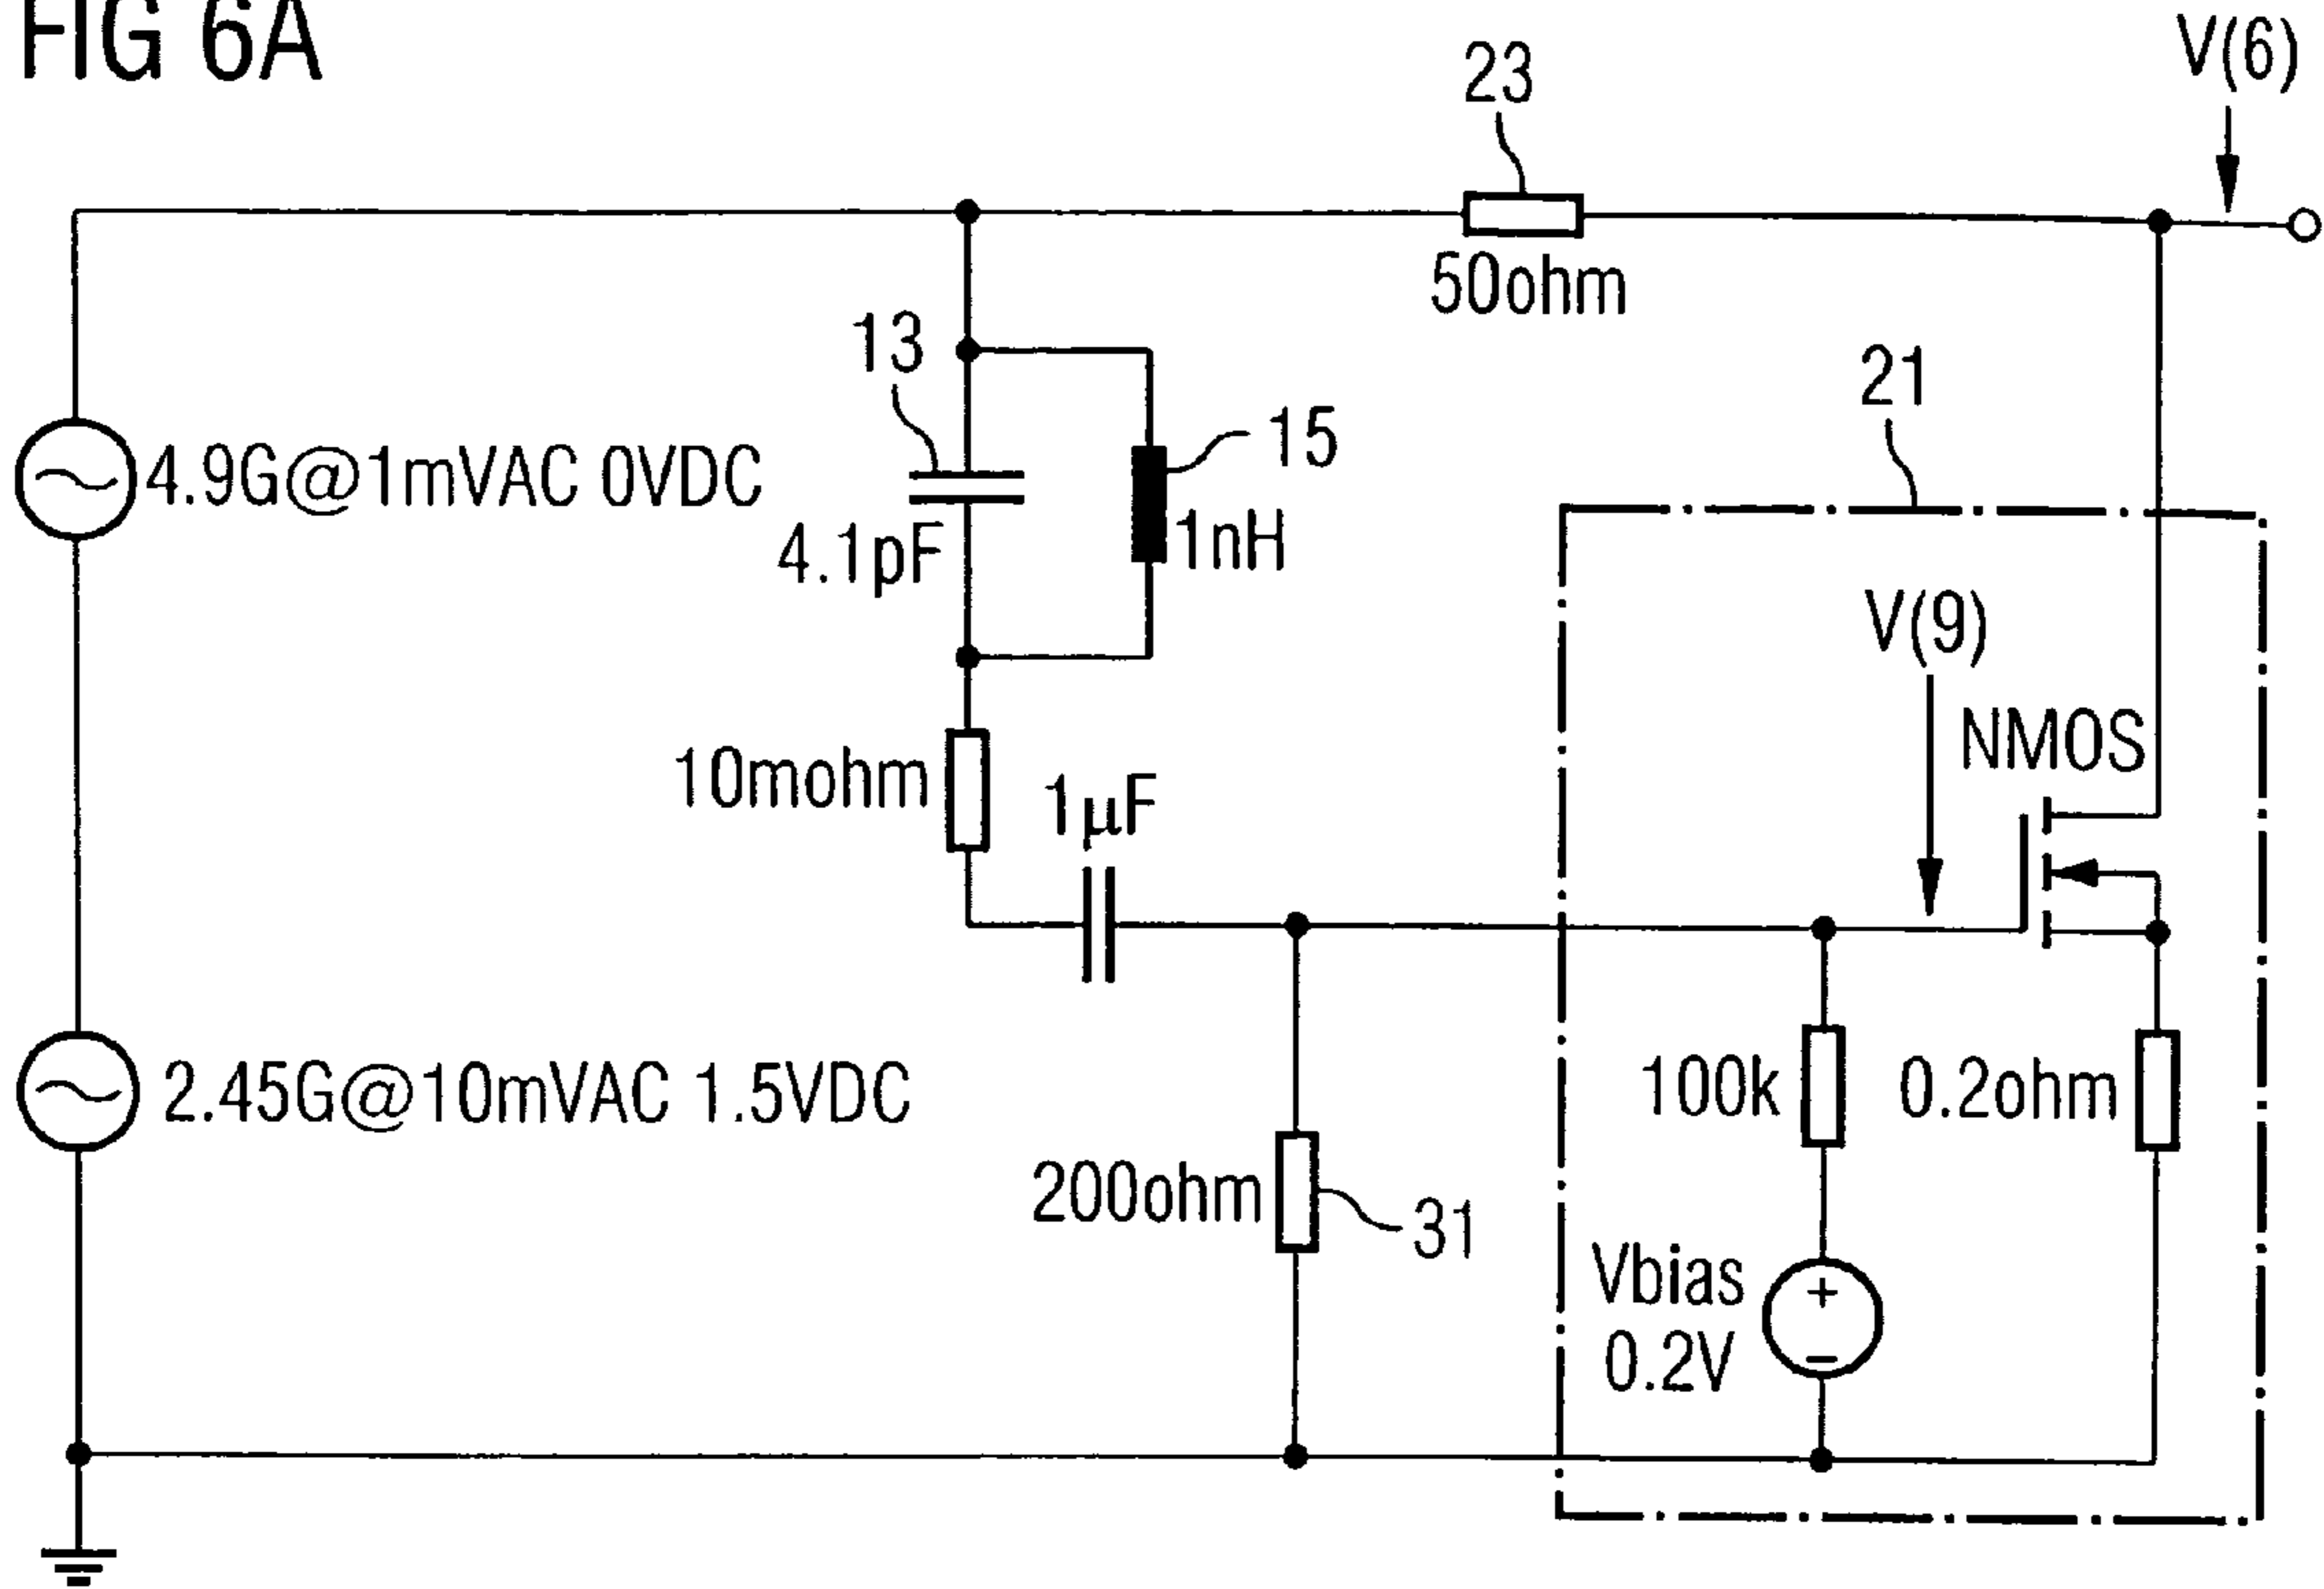 FIG 6A
V(6)
23
50ohm
13
15
4.9G@1mVAC 0VDC
4.1pF
1nH
21
V(9)
NMOS
10mohm
1µF
2.45G@10mVAC 1.5VDC
100k
0.2ohm
200ohm
31
Vbias
0.2V
+
−